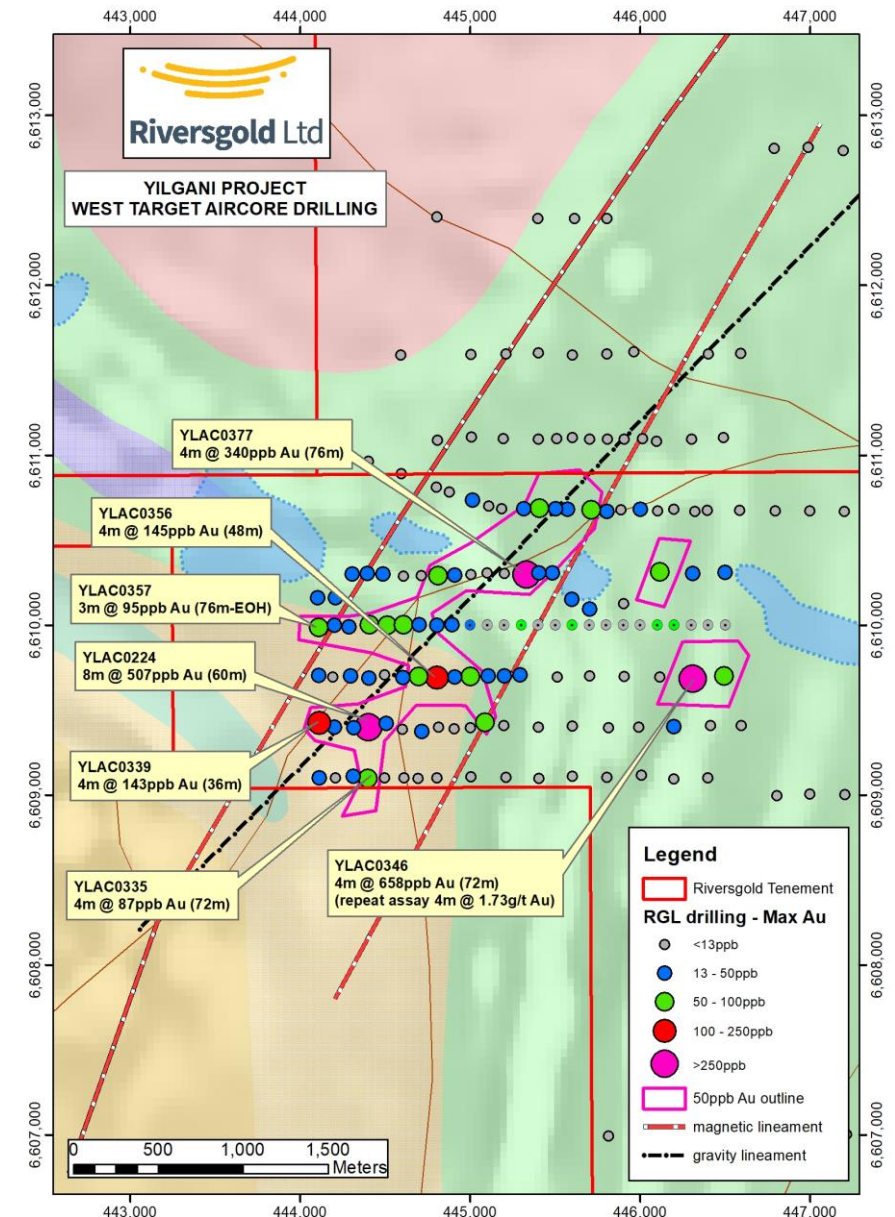 443,000
444,000
445,000
446,000
447,000
6,613,000
6,612,000
6,611,000
6,610,000
6,609,000
6,608,000
6,607,000
6,613,000
6,612,000
6,611,000
6,610,000
6,609,000
6,608,000
6,607,000
Riversgold Ltd
YILGANI PROJECT
WEST TARGET AIRCORE DRILLING
YLAC0377
4m @ 340ppb Au (76m)
YLAC0356
4m @ 145ppb Au (48m)
YLAC0357
3m @ 95ppb Au (76m-EOH)
YLAC0224
8m @ 507ppb Au (60m)
YLAC0339
4m @ 143ppb Au (36m)
YLAC0335
4m @ 87ppb Au (72m)
YLAC0346
4m @ 658ppb Au (72m)
(repeat assay 4m @ 1.73g/t Au)
Legend
Riversgold Tenement
RGL drilling - Max Au
<13ppb
13 - 50ppb
50 - 100ppb
100 - 250ppb
>250ppb
50ppb Au outline
magnetic lineament
gravity lineament
0 500 1,000 1,500
Meters
443,000
444,000
445,000
446,000
447,000